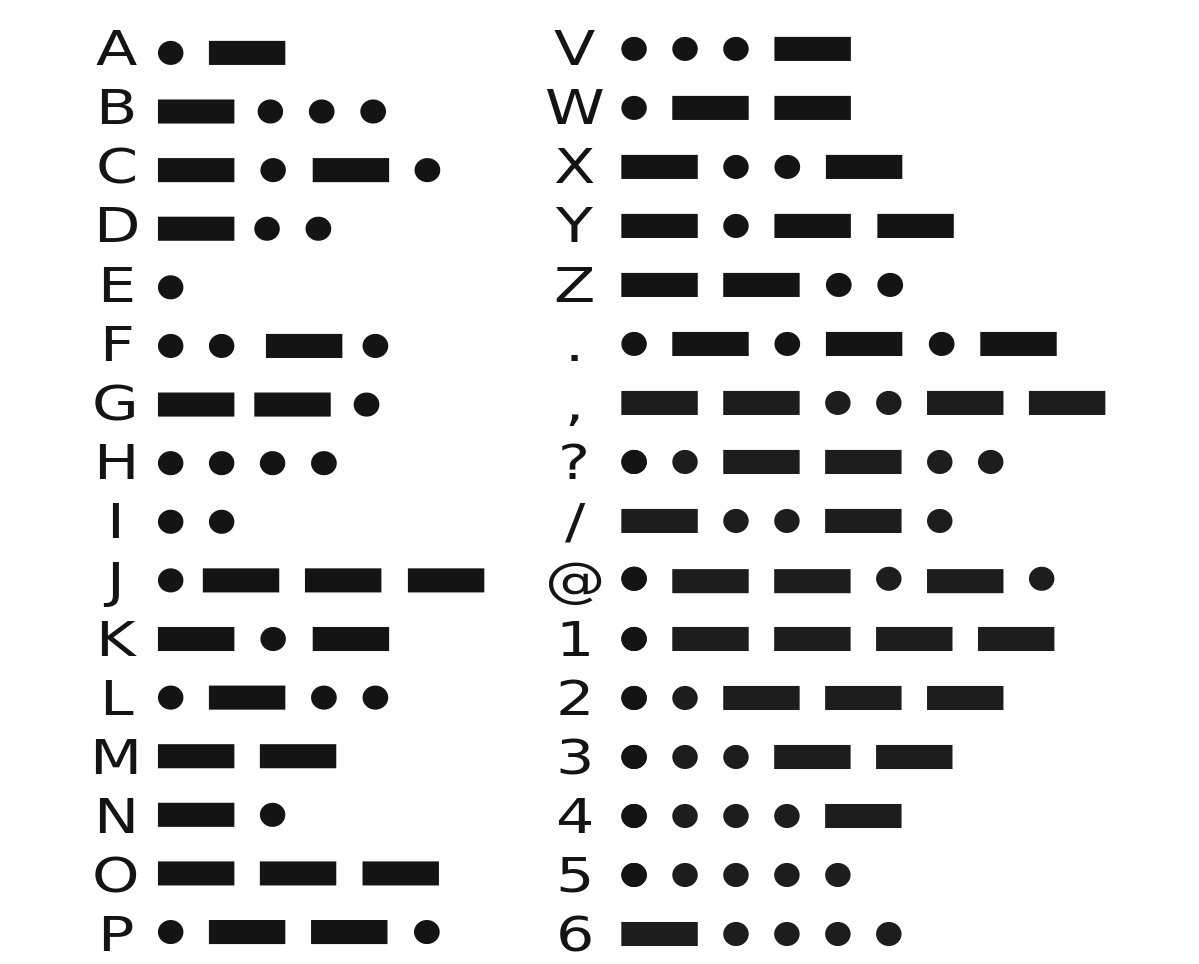 A • —
B — • • •
C — • — •
D — • •
E •
F • • — •
G — — •
H • • • •
I • •
J • — — —
K — • —
L • — • •
M — —
N — •
O — — —
P • — — •
V • • • —
W • — —
X — • • —
Y — • — —
Z — — • •
. • — • — • —
, — — • • — —
? • • — — • •
/ — • • — •
@ • — — • — •
1 • — — — —
2 • • — — —
3 • • • — —
4 • • • • —
5 • • • • •
6 — • • • •